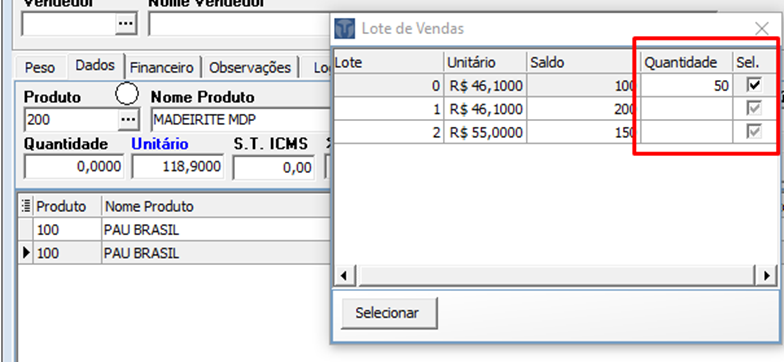 Vendedor
Nome Vendedor
Lote de Vendas
Peso Dados Financeiro Observações
Produto Nome Produto
200 ... MADEIRITE MDP
Quantidade Unitário S.T. ICMS
0,0000 118,9000 0,00
Produto Nome Produto
100 PAU BRASIL
100 PAU BRASIL
Lote Unitário Saldo Quantidade Sel.
0 R$ 46,1000 100 50
1 R$ 46,1000 200
2 R$ 55,0000 150
Selecionar